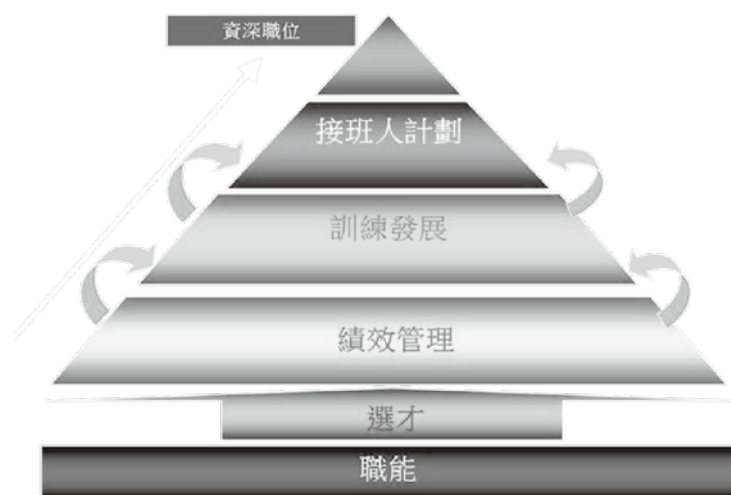 資深職位
接班人計劃
訓練發展
績效管理
選才
職能